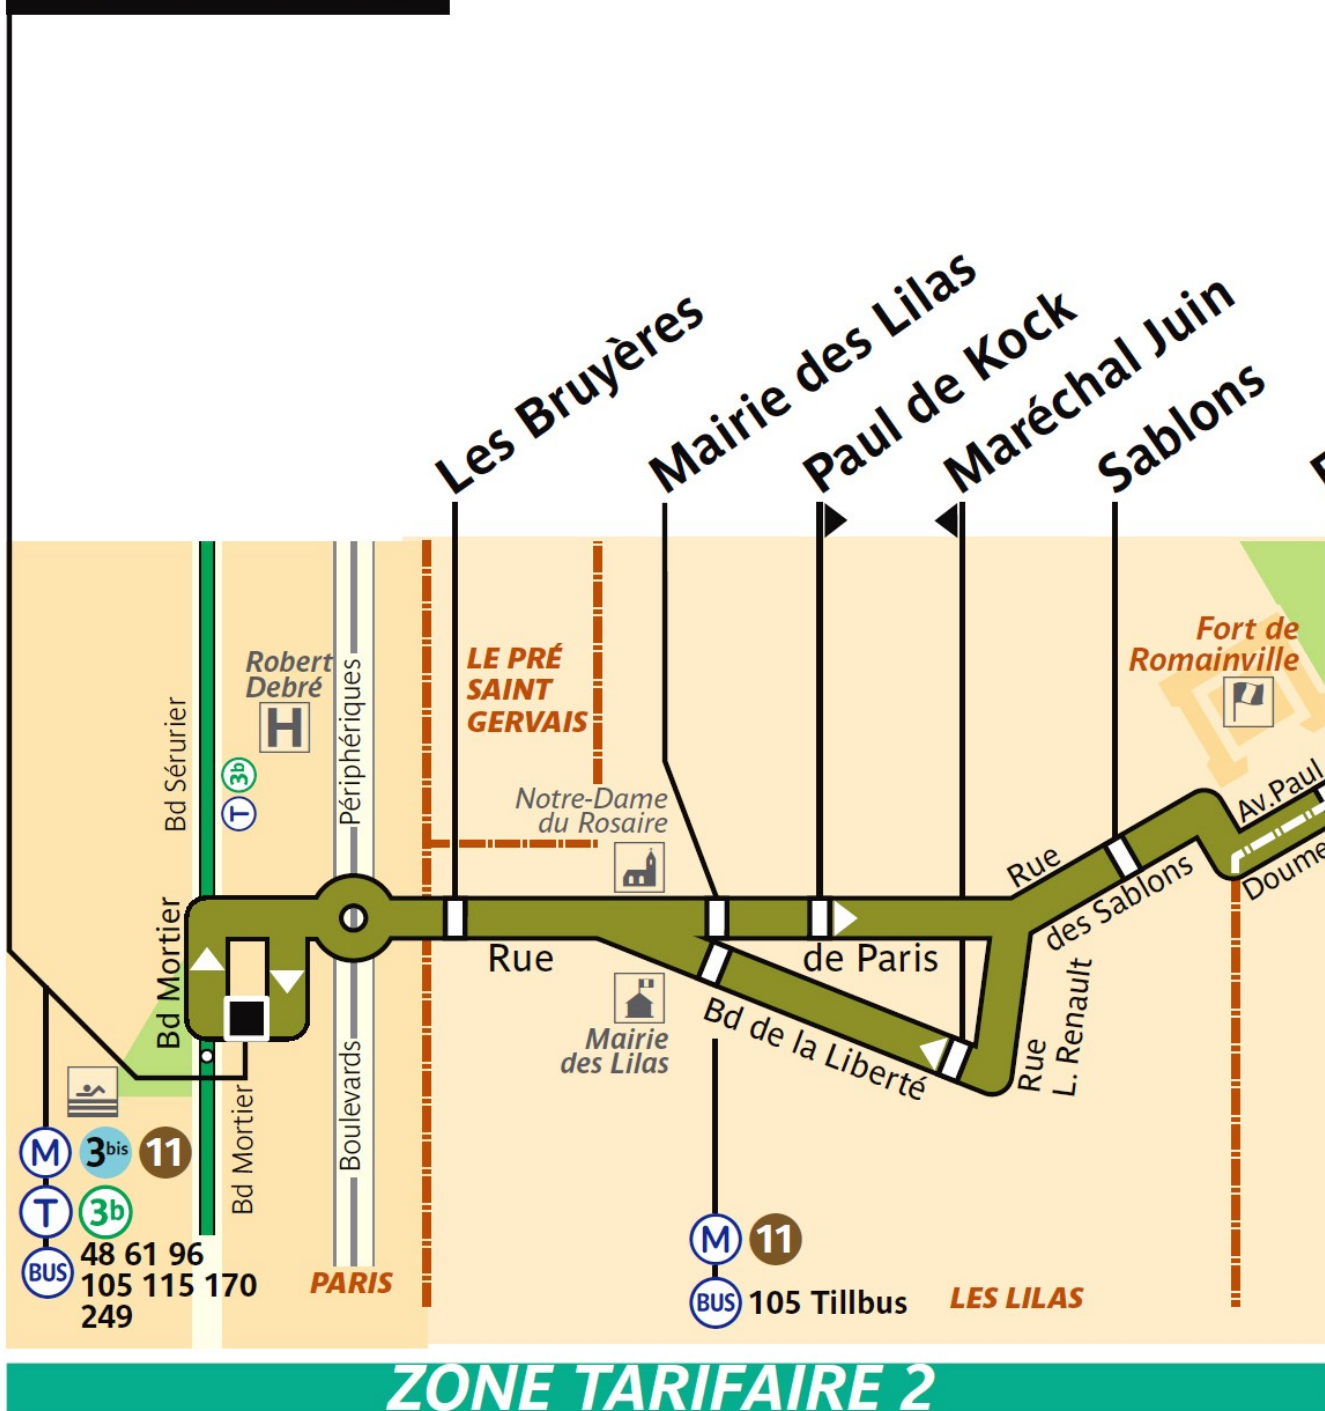 Les Bruyères
Mairie des Lilas
Paul de Kock
Maréchal Juin
Sablons
Fort de
Romainville
Robert
Debré
H
LE PRÉ
SAINT
GERVAIS
Périphériques
Bd Sérurier
3b
T
Notre-Dame
du Rosaire
Av.Paul
Doume
Rue
des Sablons
Bd Mortier
Rue
de Paris
Bd de la Liberté
Rue
L. Renault
Mairie
des Lilas
Boulevards
Bd Mortier
M 3bis 11
T 3b
BUS 48 61 96
105 115 170
249
PARIS
M 11
BUS 105 Tillbus
LES LILAS
ZONE TARIFAIRE 2